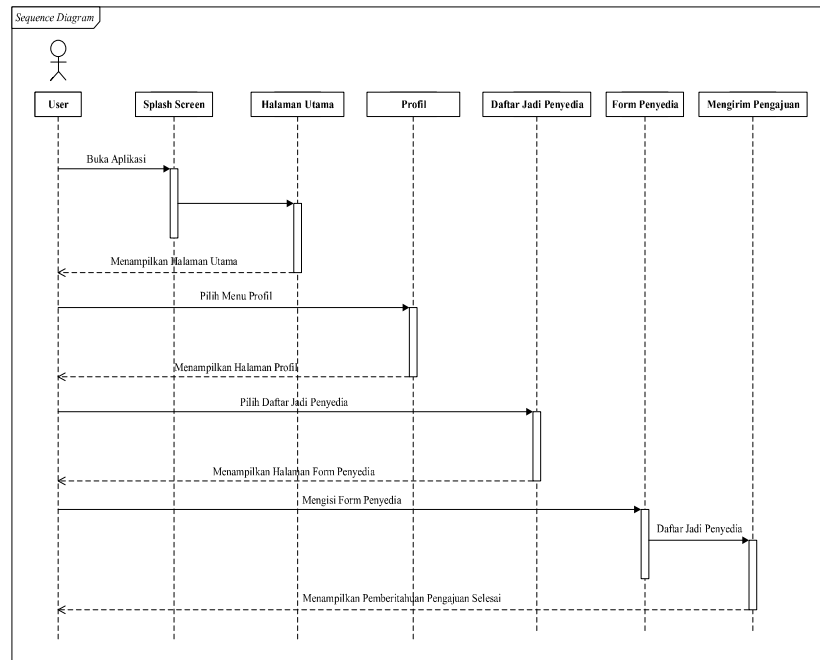 Sequence Diagram
User
Splash Screen
Halaman Utama
Profil
Daftar Jadi Penyedia
Form Penyedia
Mengirim Pengajuan
Buka Aplikasi
Menampilkan Halaman Utama
Pilih Menu Profil
Menampilkan Halaman Profil
Pilih Daftar Jadi Penyedia
Menampilkan Halaman Form Penyedia
Mengisi Form Penyedia
Daftar Jadi Penyedia
Menampilkan Pemberitahuan Pengajuan Selesai